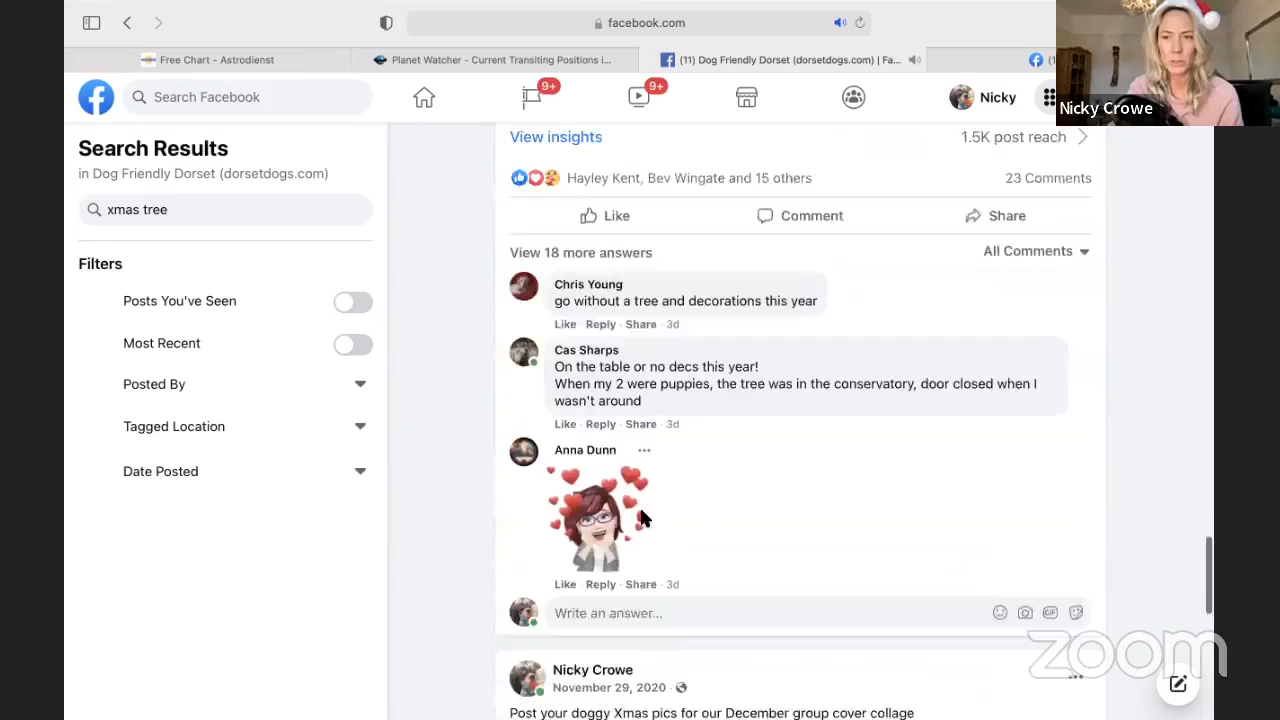 facebook.com
Free Chart - Astrodienst
Planet Watcher - Current Transiting Positions i...
(11) Dog Friendly Dorset (dorsetdogs.com) | Fa...
Search Facebook
9+
9+
Nicky
Nicky Crowe
Search Results
in Dog Friendly Dorset (dorsetdogs.com)
xmas tree
Filters
Posts You've Seen
Most Recent
Posted By
Tagged Location
Date Posted
View insights
1.5K post reach
Hayley Kent, Bev Wingate and 15 others
23 Comments
Like
Comment
Share
View 18 more answers
All Comments
Chris Young
go without a tree and decorations this year
Like · Reply · Share · 3d
Cas Sharps
On the table or no decs this year!
When my 2 were puppies, the tree was in the conservatory, door closed when I
wasn't around
Like · Reply · Share · 3d
Anna Dunn
Like · Reply · Share · 3d
Write an answer...
GIF
zoom
Nicky Crowe
November 29, 2020 ·
Post your doggy Xmas pics for our December group cover collage